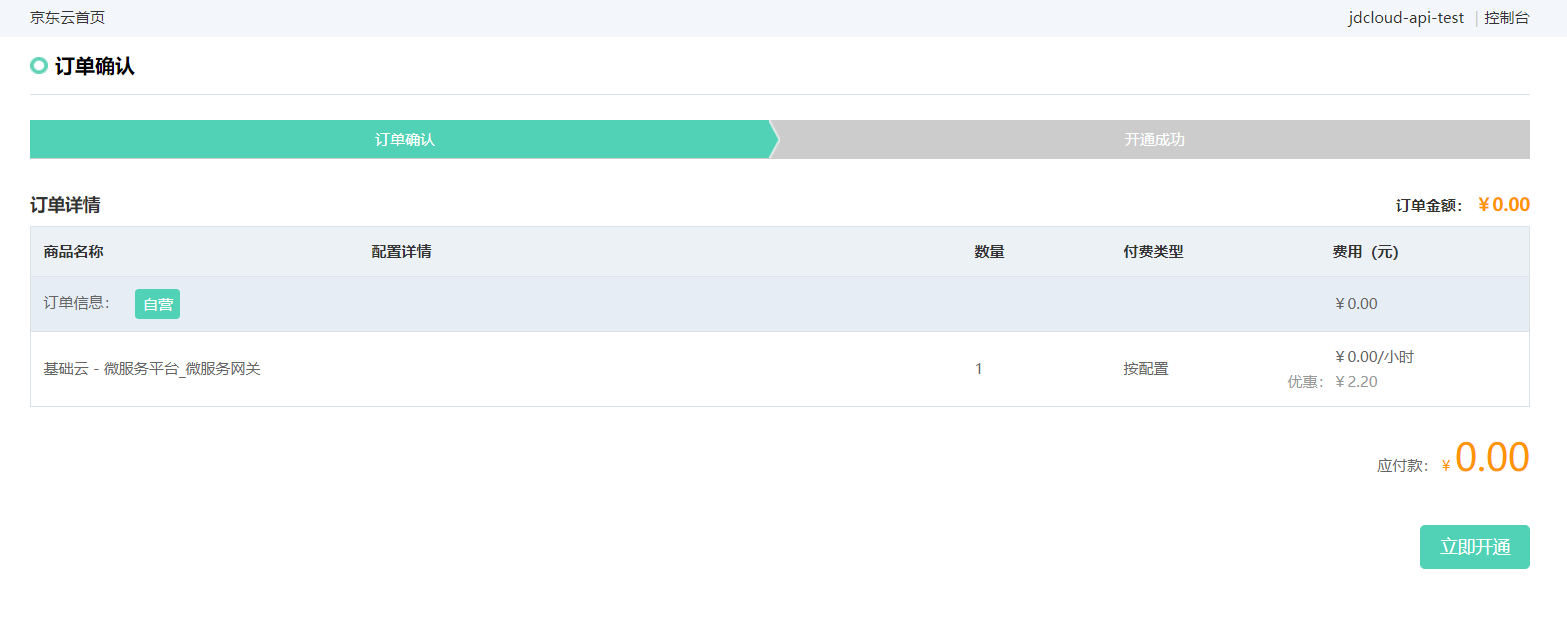 京东云首页 jdcloud-api-test | 控制台
订单确认
订单确认 开通成功
订单详情 订单金额： ¥0.00
商品名称 配置详情 数量 付费类型 费用（元）
订单信息： 自营 ¥0.00
基础云 - 微服务平台_微服务网关 1 按配置 ¥0.00/小时
优惠： ¥2.20
应付款： ¥0.00
立即开通